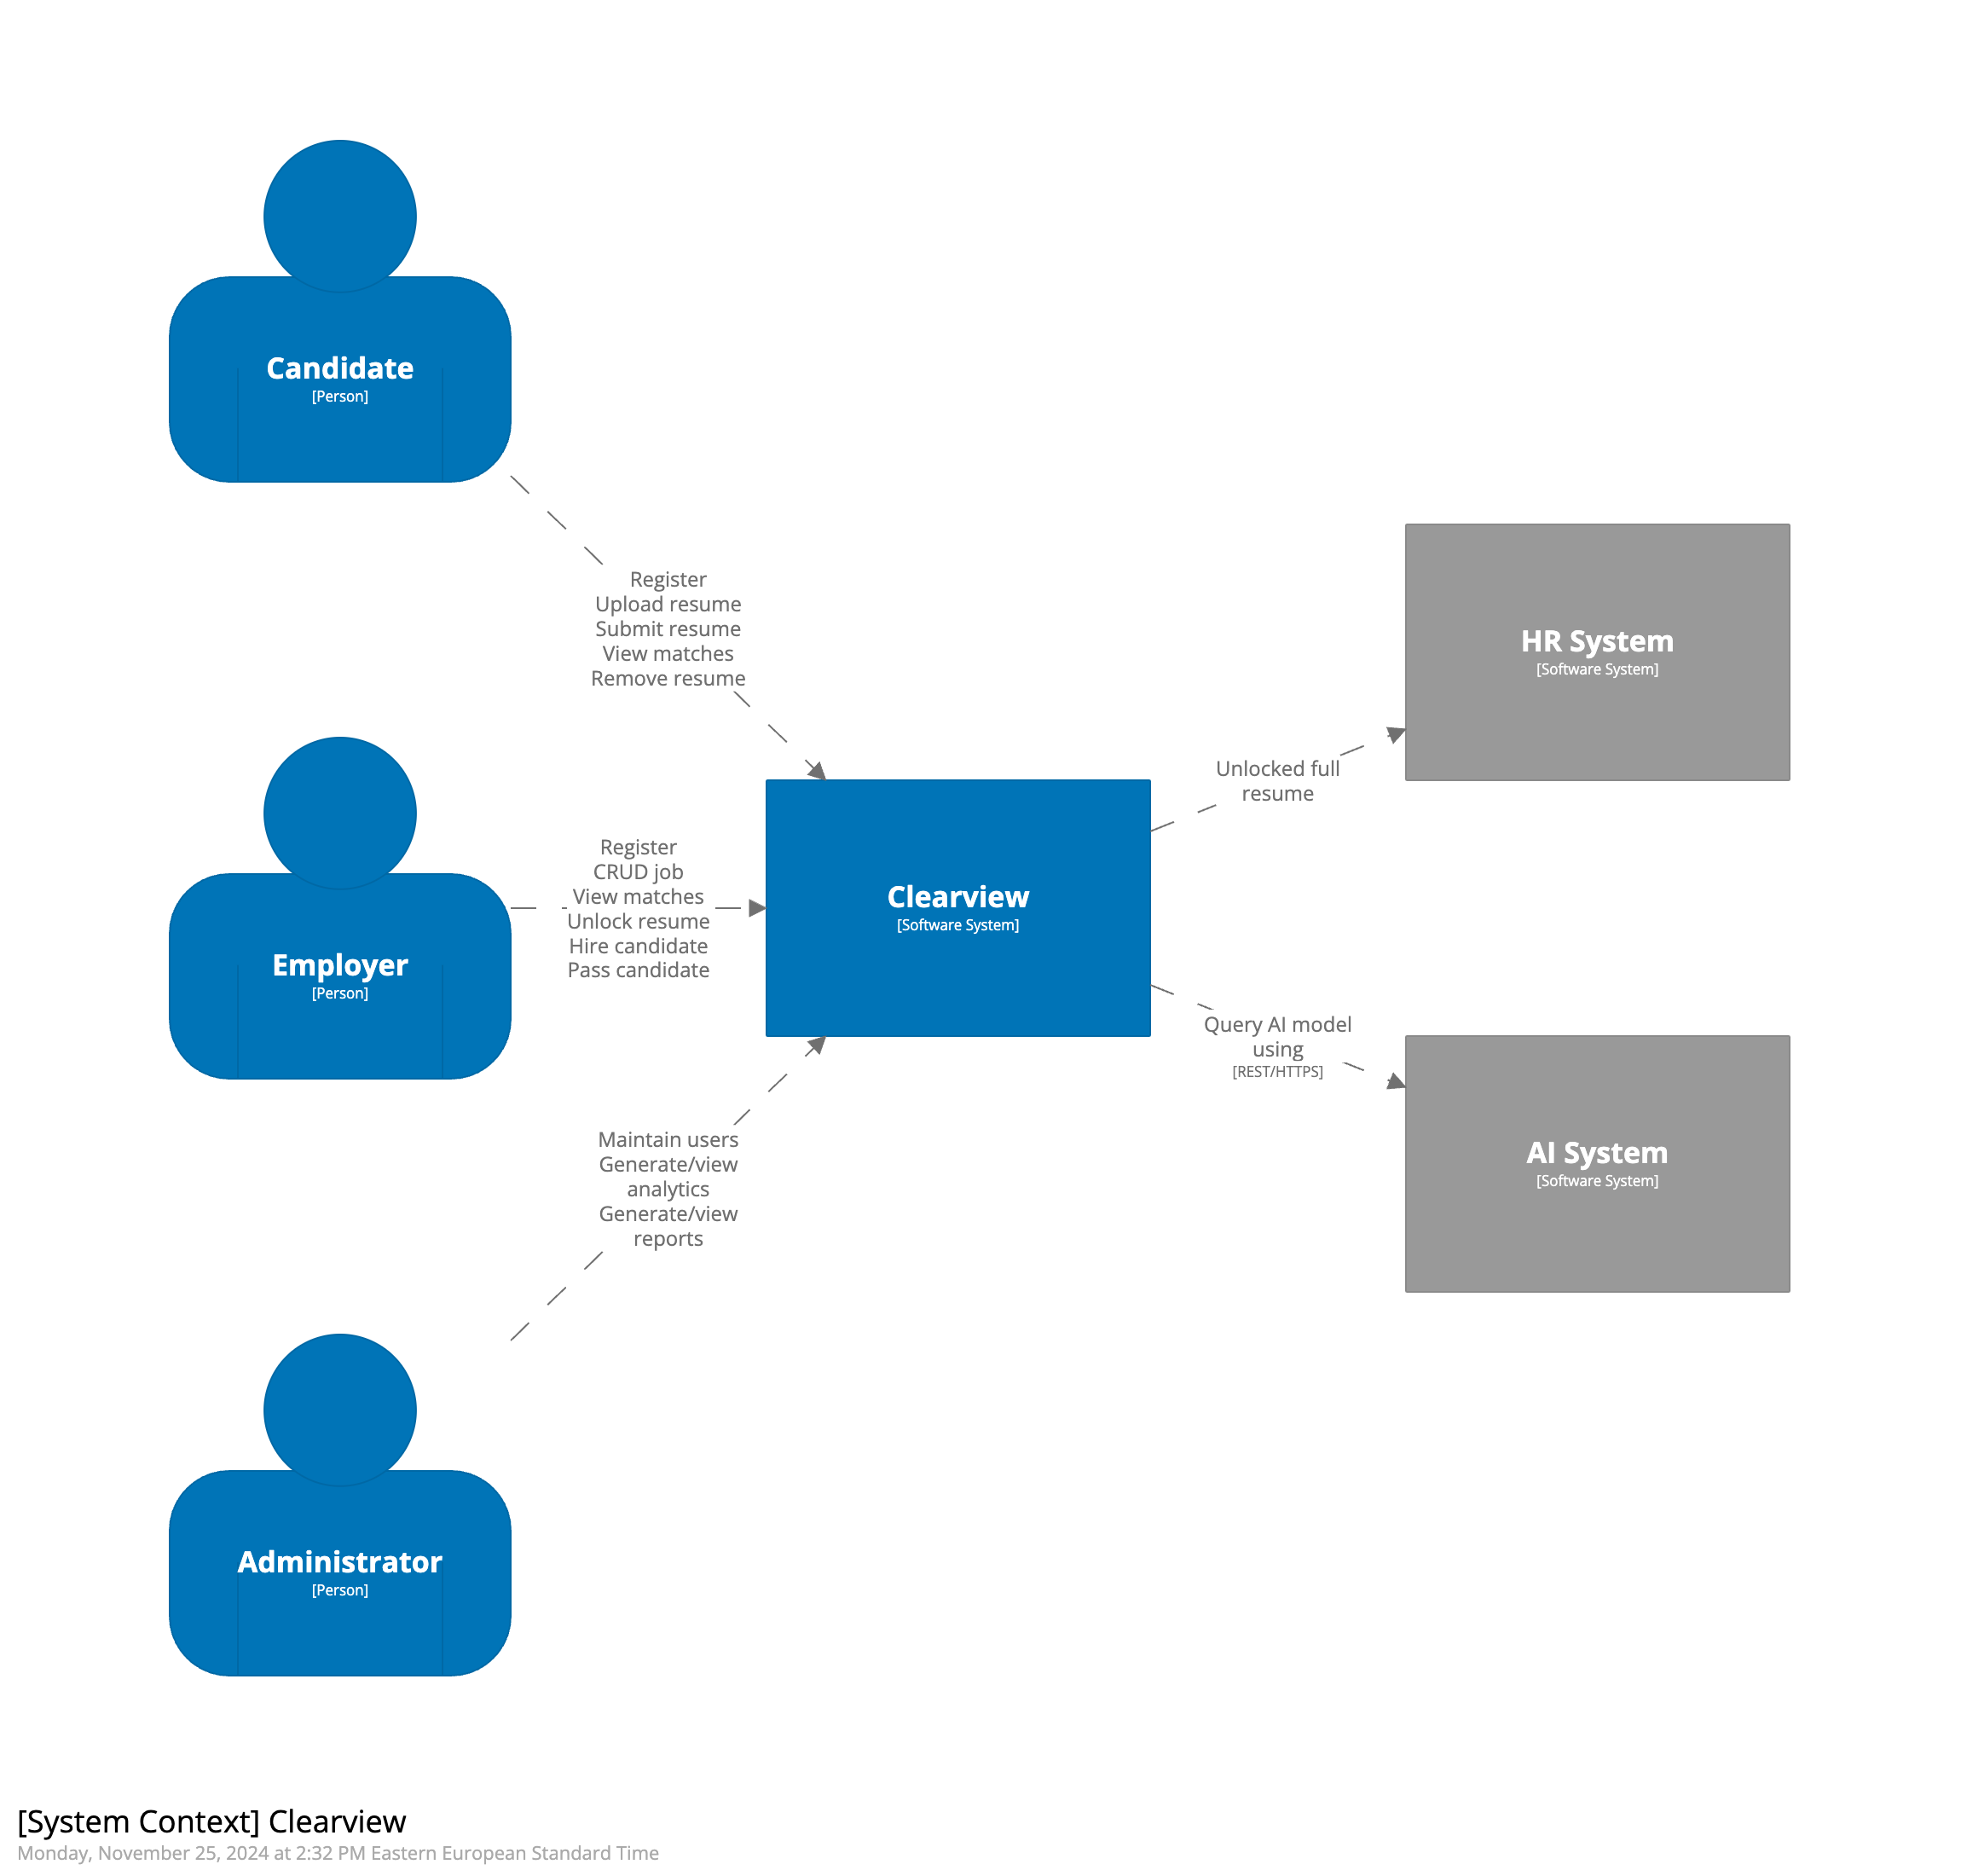 Candidate
[Person]
Register
Upload resume
Submit resume
View matches
Remove resume
HR System
[Software System]
Unlocked full
resume
Register
CRUD job
View matches
Unlock resume
Hire candidate
Pass candidate
Clearview
[Software System]
Employer
[Person]
Query AI model
using
[REST/HTTPS]
AI System
[Software System]
Maintain users
Generate/view
analytics
Generate/view
reports
Administrator
[Person]
[System Context] Clearview
Monday, November 25, 2024 at 2:32 PM Eastern European Standard Time